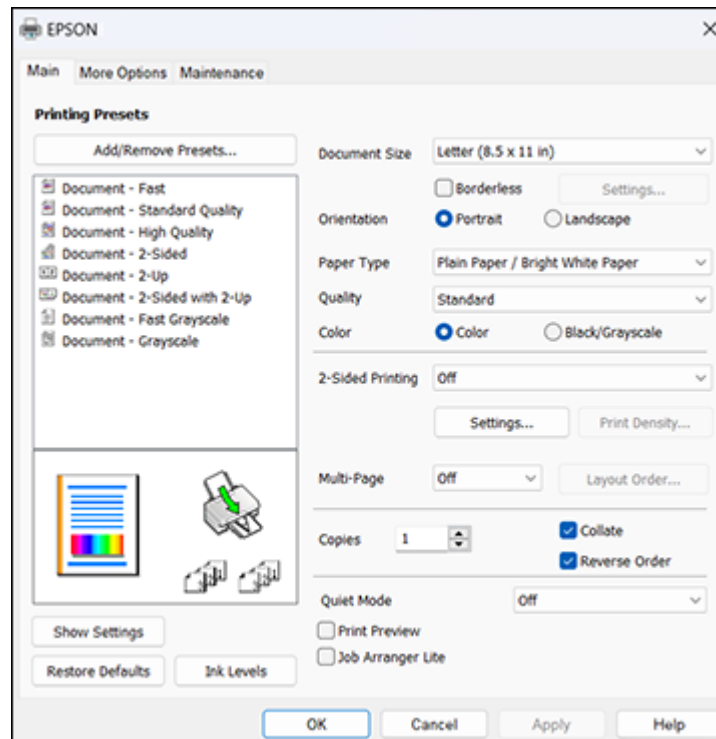 EPSON
Main More Options Maintenance
Printing Presets
Add/Remove Presets...
Document - Fast
Document - Standard Quality
Document - High Quality
Document - 2-Sided
Document - 2-Up
Document - 2-Sided with 2-Up
Document - Fast Grayscale
Document - Grayscale
Show Settings
Restore Defaults Ink Levels
Document Size Letter (8.5 x 11 in)
Borderless Settings...
Orientation Portrait Landscape
Paper Type Plain Paper / Bright White Paper
Quality Standard
Color Color Black/Grayscale
2-Sided Printing Off
Settings... Print Density...
Multi-Page Off Layout Order...
Copies 1 Collate
Reverse Order
Quiet Mode Off
Print Preview
Job Arranger Lite
OK Cancel Apply Help